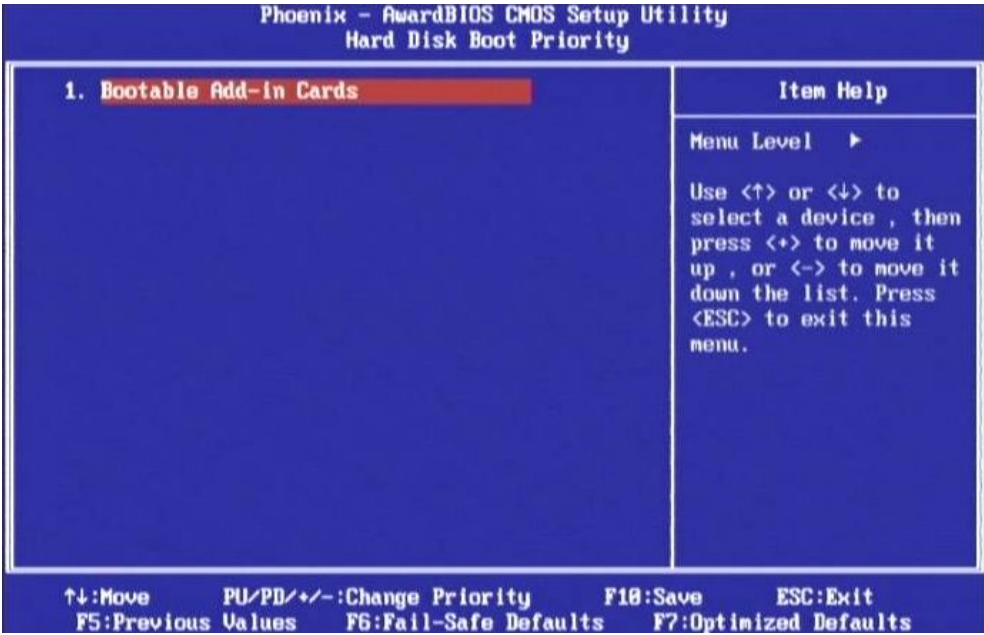 Phoenix - AwardBIOS CMOS Setup Utility
Hard Disk Boot Priority
1. Bootable Add-in Cards
Item Help
Menu Level ▶
Use <↑> or <↓> to
select a device , then
press <+> to move it
up , or <-> to move it
down the list. Press
<ESC> to exit this
menu.
↑↓:Move PU/PD/+/-:Change Priority F10:Save ESC:Exit
F5:Previous Values F6:Fail-Safe Defaults F7:Optimized Defaults